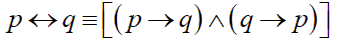 p ↔ q ≡ [(p → q) ∧ (q → p)]